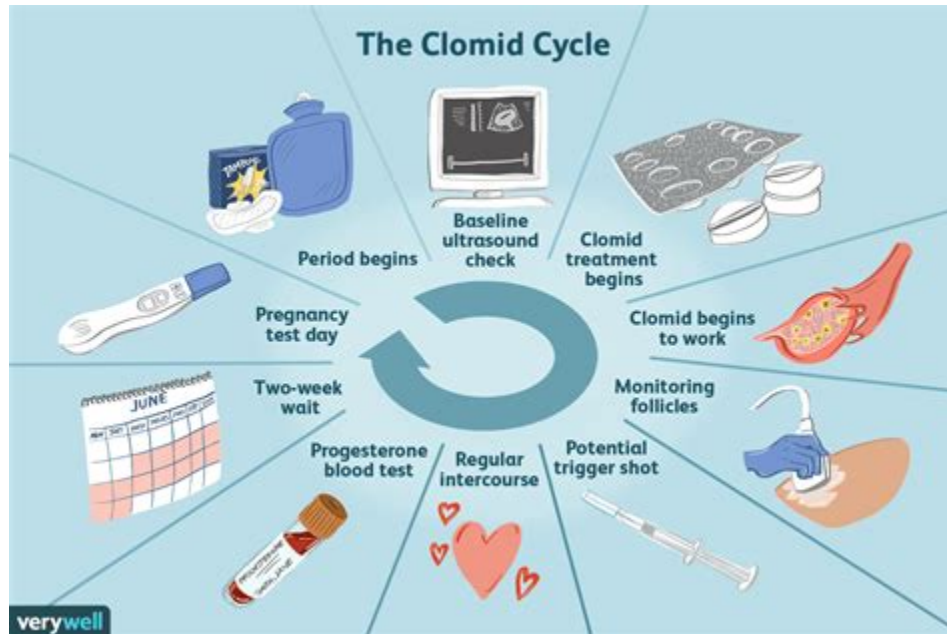 The Clomid Cycle
Baseline
ultrasound
check
Clomid
treatment
begins
Clomid begins
to work
Monitoring
follicles
Potential
trigger shot
Regular
intercourse
Progesterone
blood test
Two-week
wait
JUNE
Pregnancy
test day
Period begins
verywell